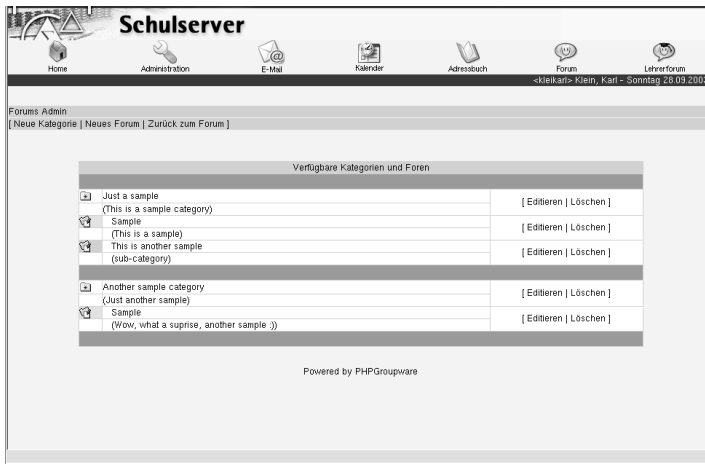 Schulserver
Home Administration E-Mail Kalender Adressbuch Forum Lehrerforum
<kleikarl> Klein, Karl - Sonntag 28.09.200
Forums Admin
[ Neue Kategorie | Neues Forum | Zurück zum Forum ]
Verfügbare Kategorien und Foren
Just a sample
(This is a sample category)
[ Editieren | Löschen ]
Sample
(This is a sample)
[ Editieren | Löschen ]
This is another sample
(sub-category)
[ Editieren | Löschen ]
Another sample category
(Just another sample)
[ Editieren | Löschen ]
Sample
(Wow, what a suprise, another sample :))
[ Editieren | Löschen ]
Powered by PHPGroupware